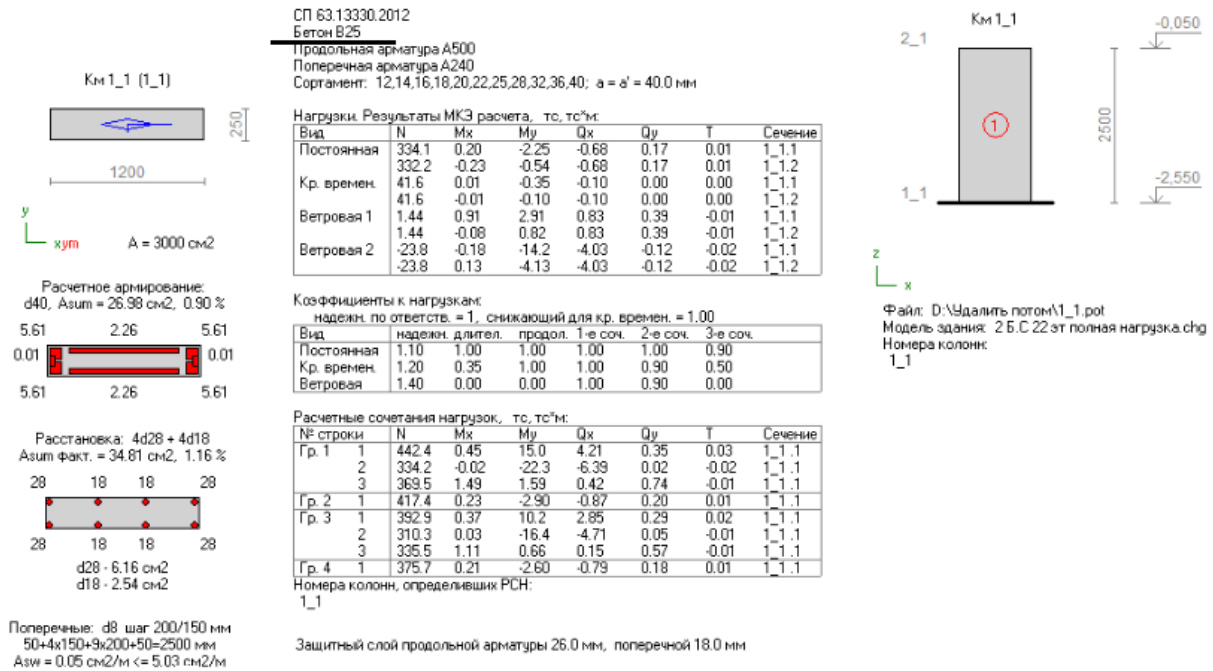 Км 1_1 (1_1)
250
1200
y
xym
A = 3000 см2
Расчетное армирование:
d40, Asum = 26.98 см2, 0.90 %
5.61 2.26 5.61
0.01 0.01
5.61 2.26 5.61
Расстановка: 4d28 + 4d18
Asum факт. = 34.81 см2, 1.16 %
28 18 18 28
28 18 18 28
d28 - 6.16 см2
d18 - 2.54 см2
Поперечные: d8 шаг 200/150 мм
50+4x150+9x200+50=2500 мм
Asw = 0.05 см2/м <= 5.03 см2/м
СП 63.13330.2012
Бетон В25
Продольная арматура А500
Поперечная арматура А240
Сортамент: 12,14,16,18,20,22,25,28,32,36,40; a = a' = 40.0 мм
Нагрузки. Результаты МКЭ расчета, тс, тс*м:
Вид N Mx My Qx Qy T Сечение
Постоянная 334.1 0.20 -2.25 -0.68 0.17 0.01 1_1.1
332.2 -0.23 -0.54 -0.68 0.17 0.01 1_1.2
Кр. времен. 41.6 0.01 -0.35 -0.10 0.00 0.00 1_1.1
41.6 -0.01 -0.10 -0.10 0.00 0.00 1_1.2
Ветровая 1 1.44 0.91 2.91 0.83 0.39 -0.01 1_1.1
1.44 -0.08 0.82 0.83 0.39 -0.01 1_1.2
Ветровая 2 -23.8 -0.18 -14.2 -4.03 -0.12 -0.02 1_1.1
-23.8 0.13 -4.13 -4.03 -0.12 -0.02 1_1.2
Коэффициенты к нагрузкам:
надежн. по ответств. = 1, снижающий для кр. времен. = 1.00
Вид надежн. длител. продол. 1-е соч. 2-е соч. 3-е соч.
Постоянная 1.10 1.00 1.00 1.00 1.00 0.90
Кр. времен. 1.20 0.35 1.00 1.00 0.90 0.50
Ветровая 1.40 0.00 0.00 1.00 0.90 0.00
Расчетные сочетания нагрузок, тс, тс*м:
№ строки N Mx My Qx Qy T Сечение
Гр. 1 1 442.4 0.45 15.0 4.21 0.35 0.03 1_1.1
2 334.2 -0.02 -22.3 -6.39 0.02 -0.02 1_1.1
3 369.5 1.49 1.59 0.42 0.74 -0.01 1_1.1
Гр. 2 1 417.4 0.23 -2.90 -0.87 0.20 0.01 1_1.1
Гр. 3 1 392.9 0.37 10.2 2.85 0.29 0.02 1_1.1
2 310.3 0.03 -16.4 -4.71 0.05 -0.01 1_1.1
3 335.5 1.11 0.66 0.15 0.57 -0.01 1_1.1
Гр. 4 1 375.7 0.21 -2.60 -0.79 0.18 0.01 1_1.1
Номера колонн, определивших РСН:
1_1
Защитный слой продольной арматуры 26.0 мм, поперечной 18.0 мм
Км 1_1
2_1
-0,050
1
2500
1_1
-2,550
z
x
Файл: D:\Удалить потом\1_1.pot
Модель здания: 2 Б.С 22 эт полная нагрузка.chg
Номера колонн:
1_1